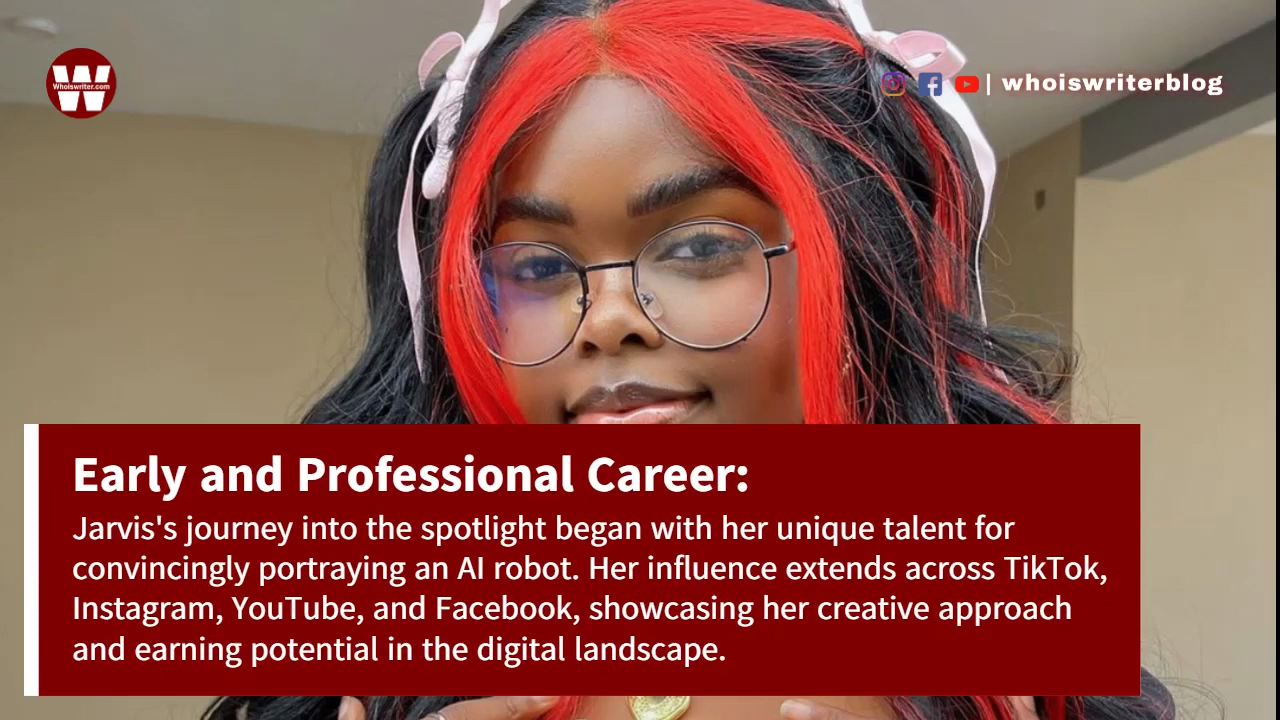 W
Whoiswriter.com
| whoiswriterblog
Early and Professional Career:
Jarvis's journey into the spotlight began with her unique talent for
convincingly portraying an AI robot. Her influence extends across TikTok,
Instagram, YouTube, and Facebook, showcasing her creative approach
and earning potential in the digital landscape.